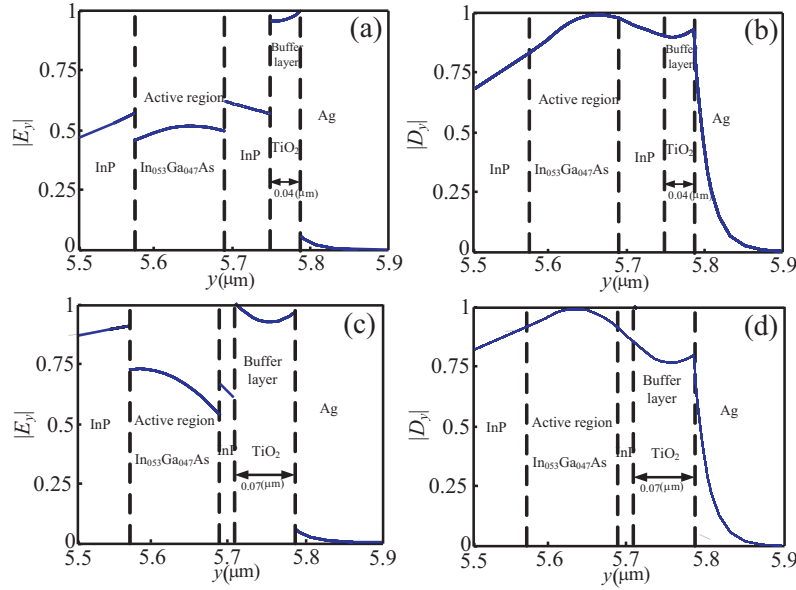 (a)
1
0.75
0.5
0.25
0
|E_y|
Buffer
layer
Active region
Ag
InP
In₀₅₃Ga₀₄₇As
InP
TiO₂
0.04(μm)
5.5 5.6 5.7 5.8 5.9
y(μm)
(b)
1
0.75
0.5
0.25
0
|D_y|
Buffer
layer
Active region
Ag
InP
In₀₅₃Ga₀₄₇As
InP
TiO₂
0.04(μm)
5.5 5.6 5.7 5.8 5.9
y(μm)
(c)
1
0.75
0.5
0.25
0
|E_y|
Buffer
layer
Active region
Ag
InP
In₀₅₃Ga₀₄₇As
InP
TiO₂
0.07(μm)
5.5 5.6 5.7 5.8 5.9
y(μm)
(d)
1
0.75
0.5
0.25
0
|D_y|
Buffer
layer
Active region
Ag
InP
In₀₅₃Ga₀₄₇As
InP
TiO₂
0.07(μm)
5.5 5.6 5.7 5.8 5.9
y(μm)